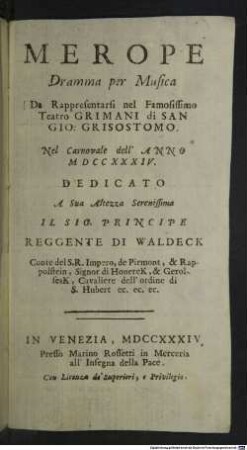 MEROPE
Dramma per Musica
Da Rappresentarsi nel Famosissimo
Teatro GRIMANI di SAN
GIO: GRISOSTOMO.
Nel Carnovale dell' ANNO
MDCCXXXIV.
DEDICATO
A Sua Altezza Serenissima
IL SIG. PRINCIPE
REGGENTE DI WALDECK
Conte del S.R. Impero, de Pirmont, & Rap-
polstein, Signor di HonereK, & Gerol-
sesK, Cavaliere dell'ordine di
S. Hubert ec. ec. ec.
IN VENEZIA, MDCCXXXIV
Presso Marino Rossetti in Merceria
all' Insegna della Pace.
Con Licenza de' Superiori, e Privilegio.